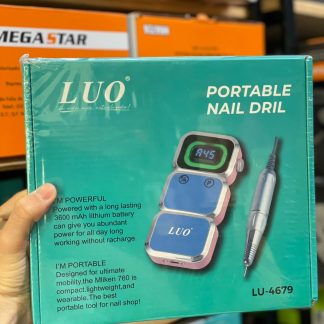 MEGASTAR
LUO®
PORTABLE
NAIL DRIL
A45
I'M POWERFUL
Powered with a long lasting
3600 mAh lithium battery
can give you abundant
power for all day long
working without racharge.
LUO®
I'M PORTABLE
Designed for ultimate
mobility,the Miiken 760 is
compact,lightweight,and
wearable.The best
portable tool for nail shop!
LU-4679